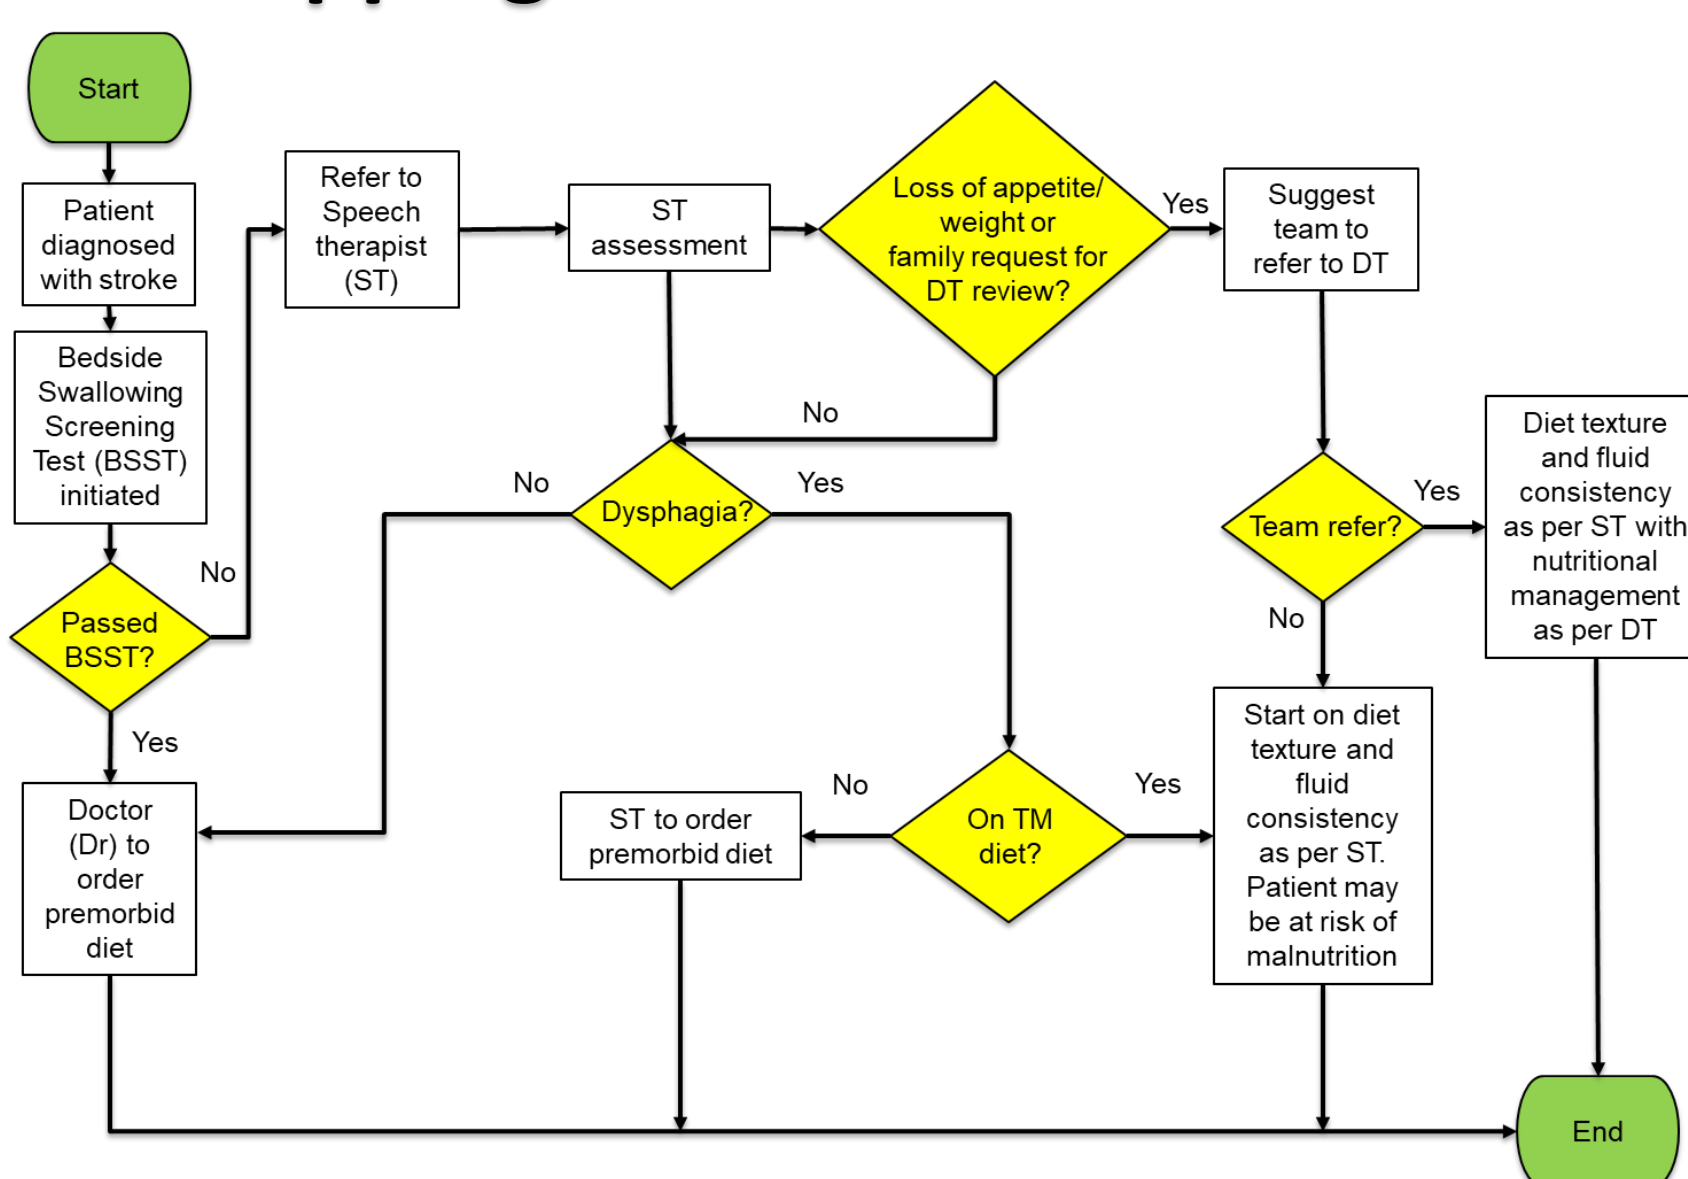 Start
Patient
diagnosed
with stroke
Bedside
Swallowing
Screening
Test (BSST)
initiated
Passed
BSST?
No
Yes
Doctor
(Dr) to
order
premorbid
diet
Refer to
Speech
therapist
(ST)
ST
assessment
Loss of appetite/
weight or
family request for
DT review?
Yes
No
Suggest
team to
refer to DT
Dysphagia?
No
Yes
Team refer?
Yes
No
Diet texture
and fluid
consistency
as per ST with
nutritional
management
as per DT
On TM
diet?
No
Yes
ST to order
premorbid diet
Start on diet
texture and
fluid
consistency
as per ST.
Patient may
be at risk of
malnutrition
End